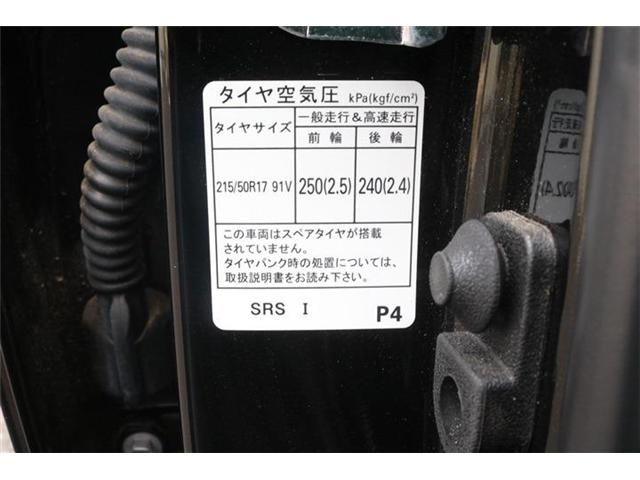 タイヤ空気圧 kPa(kgf/cm²)
タイヤサイズ 一般走行&高速走行
前輪 後輪
215/50R17 91V 250(2.5) 240(2.4)
この車両はスペアタイヤが搭載
されていません。
タイヤパンク時の処置については、
取扱説明書をお読み下さい。
SRS I P4